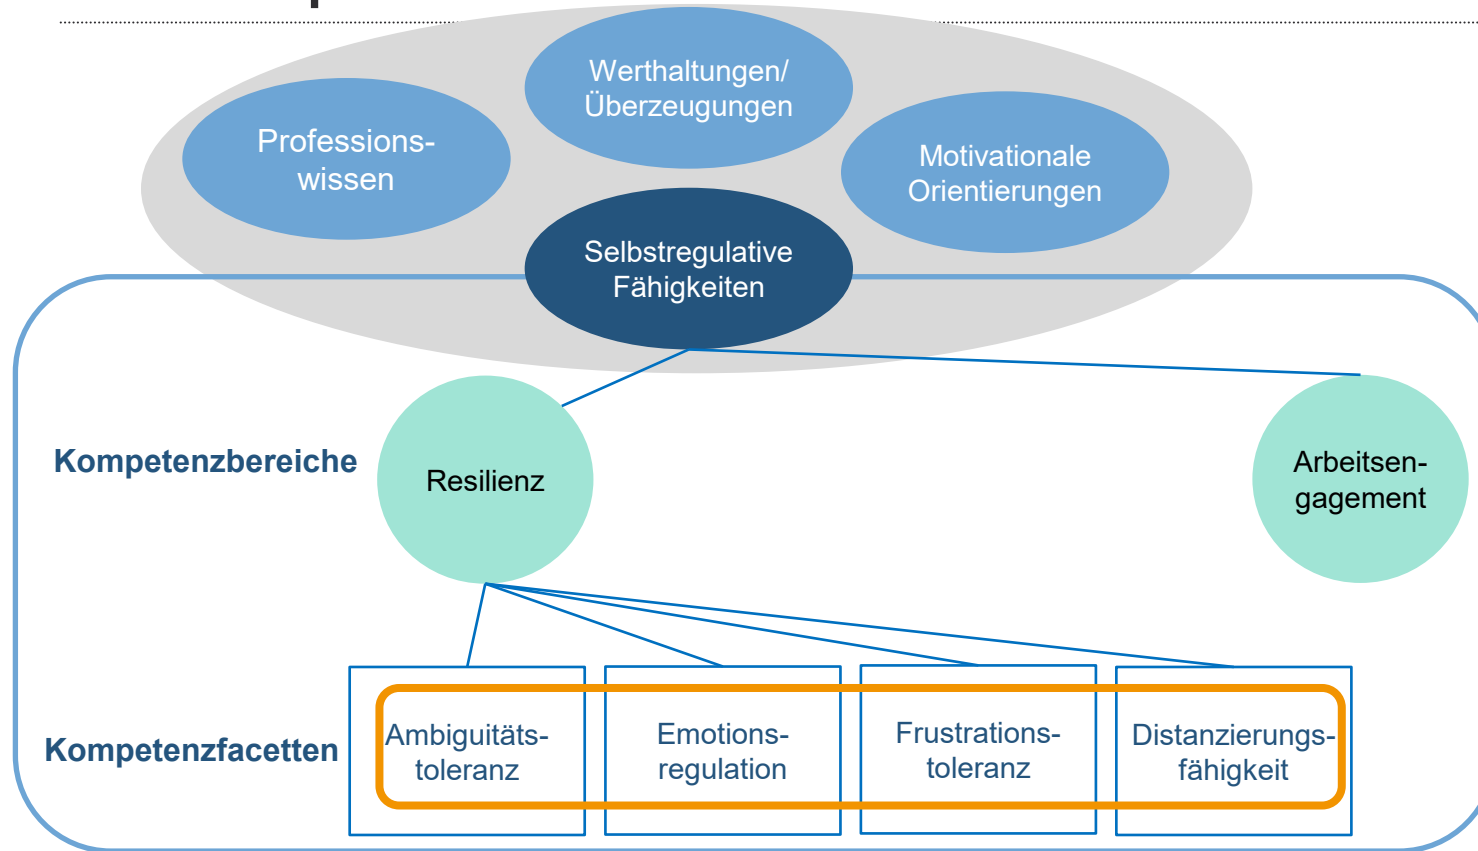 Werthaltungen/
Überzeugungen
Professions-
wissen
Motivationale
Orientierungen
Selbstregulative
Fähigkeiten
Kompetenzbereiche
Resilienz
Arbeitsen-
gagement
Kompetenzfacetten
Ambiguitäts-
toleranz
Emotions-
regulation
Frustrations-
toleranz
Distanzierungs-
fähigkeit